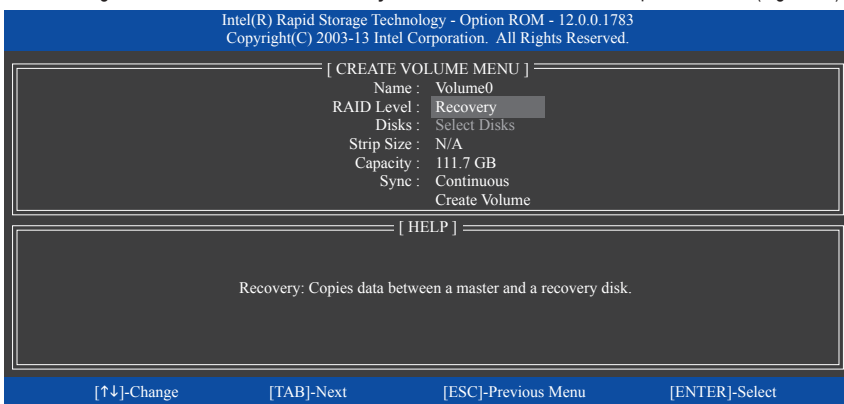 Intel(R) Rapid Storage Technology - Option ROM - 12.0.0.1783
Copyright(C) 2003-13 Intel Corporation. All Rights Reserved.
[ CREATE VOLUME MENU ]
Name : Volume0
RAID Level : Recovery
Disks : Select Disks
Strip Size : N/A
Capacity : 111.7 GB
Sync : Continuous
Create Volume
[ HELP ]
Recovery: Copies data between a master and a recovery disk.
[↑↓]-Change [TAB]-Next [ESC]-Previous Menu [ENTER]-Select